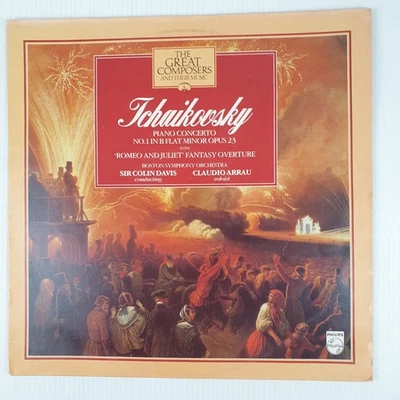 THE
GREAT
COMPOSERS
AND THEIR MUSIC
Tchaikovsky
PIANO CONCERTO
NO.1 IN B FLAT MINOR OPUS 23
WITH
'ROMEO AND JULIET' FANTASY OVERTURE
BOSTON SYMPHONY ORCHESTRA
SIR COLIN DAVIS CLAUDIO ARRAU
conducting soloist
PHILIPS